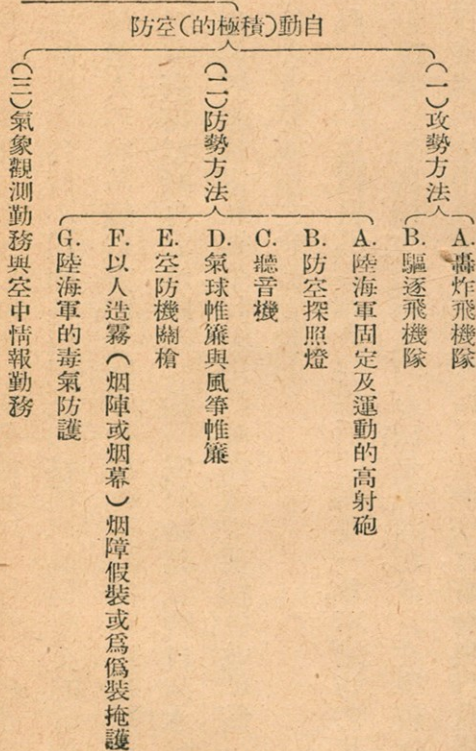 自動(積極的)空防
(一)攻勢方法
A. 轟炸飛機隊
B. 驅逐飛機隊
(二)防勢方法
A. 陸海軍固定及運動的高射砲
B. 防空探照燈
C. 聽音機
D. 氣球帷簾與風箏帷簾
E. 空防機關槍
F. 以人造霧(烟陣或烟幕)烟障假裝或爲僞裝掩護
G. 陸海軍的毒氣防護
(三)氣象觀測勤務與空中情報勤務